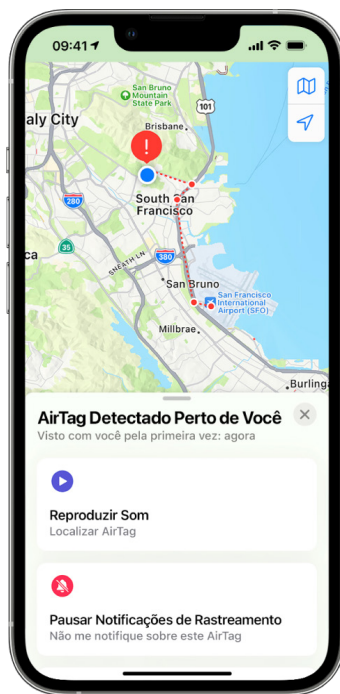 09:41
San Bruno
Mountain
State Park
101
aly City
Brisbane
280
South San
Francisco
35
ca
SNEATH LN
380
San Bruno
San Francisco
International
Airport (SFO)
Millbrae
Burling
AirTag Detectado Perto de Você
Visto com você pela primeira vez: agora
Reproduzir Som
Localizar AirTag
Pausar Notificações de Rastreamento
Não me notifique sobre este AirTag